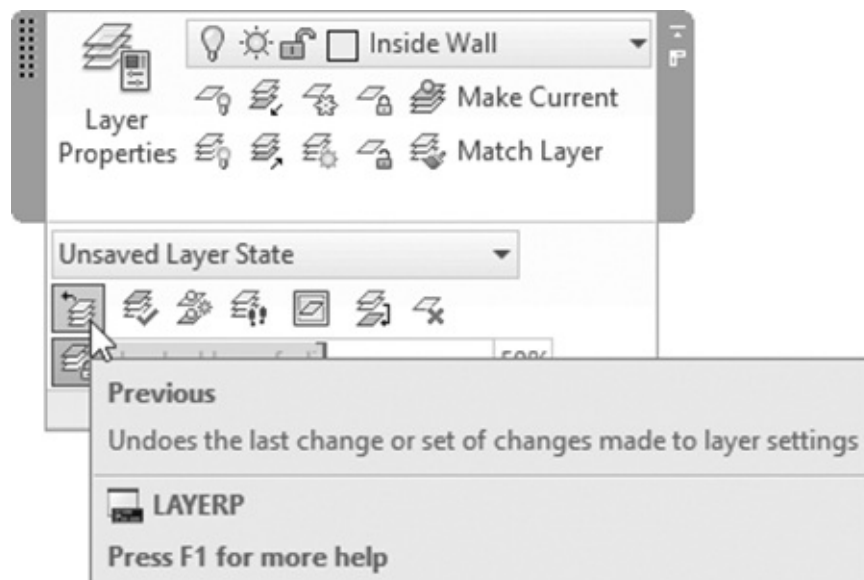 Inside Wall
Layer
Properties
Make Current
Match Layer
Unsaved Layer State
50%
Previous
Undoes the last change or set of changes made to layer settings
LAYERP
Press F1 for more help